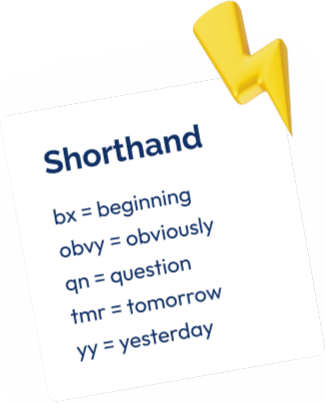 Shorthand
bx = beginning
obvy = obviously
qn = question
tmr = tomorrow
yy = yesterday